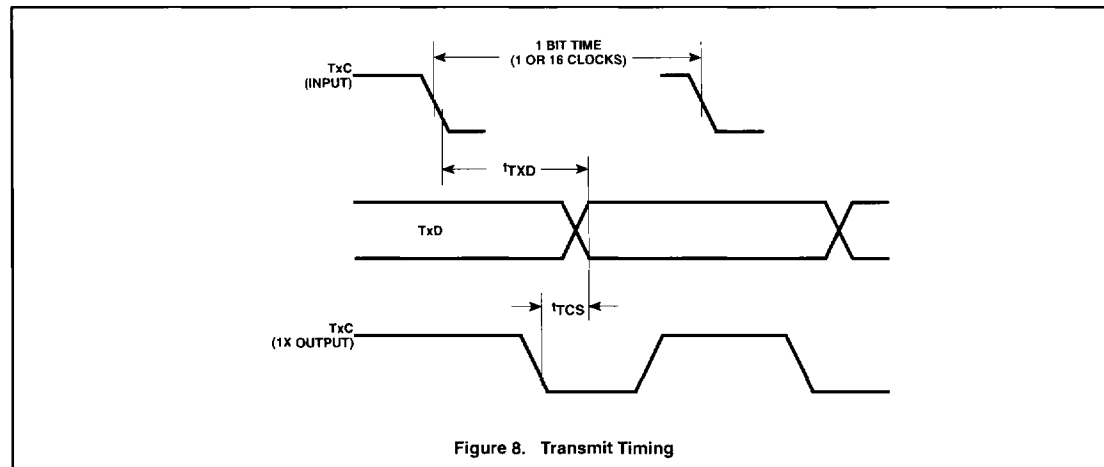 1 BIT TIME
(1 OR 16 CLOCKS)
TxC
(INPUT)
tTXD
TxD
tTCS
TxC
(1X OUTPUT)
Figure 8. Transmit Timing